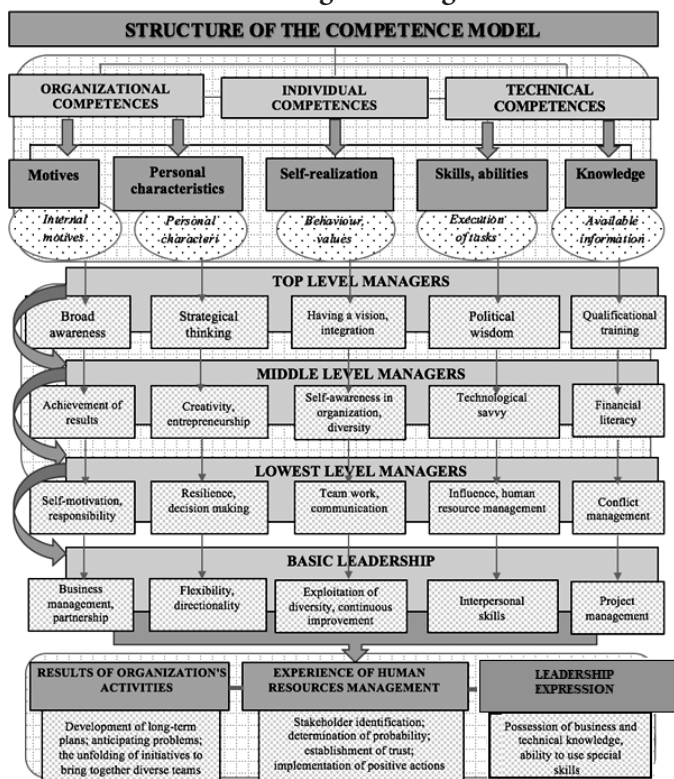 STRUCTURE OF THE COMPETENCE MODEL
ORGANIZATIONAL
COMPETENCES
INDIVIDUAL
COMPETENCES
TECHNICAL
COMPETENCES
Motives
Personal
characteristics
Self-realization
Skills, abilities
Knowledge
Internal
motives
Personal
characteri
Behaviour,
values
Execution
of tasks
Available
information
TOP LEVEL MANAGERS
Broad
awareness
Strategical
thinking
Having a vision,
integration
Political
wisdom
Qualificational
training
MIDDLE LEVEL MANAGERS
Achievement of
results
Creativity,
entrepreneurship
Self-awareness in
organization,
diversity
Technological
savvy
Financial
literacy
LOWEST LEVEL MANAGERS
Self-motivation,
responsibility
Resilience,
decision making
Team work,
communication
Influence, human
resource management
Conflict
management
BASIC LEADERSHIP
Business
management,
partnership
Flexibility,
directionality
Exploitation of
diversity, continuous
improvement
Interpersonal
skills
Project
management
RESULTS OF ORGANIZATION'S
ACTIVITIES
EXPERIENCE OF HUMAN
RESOURCES MANAGEMENT
LEADERSHIP
EXPRESSION
Development of long-term
plans; anticipating problems;
the unfolding of initiatives to
bring together diverse teams
Stakeholder identification;
determination of probability;
establishment of trust;
implementation of positive actions
Possession of business and
technical knowledge,
ability to use special
skills